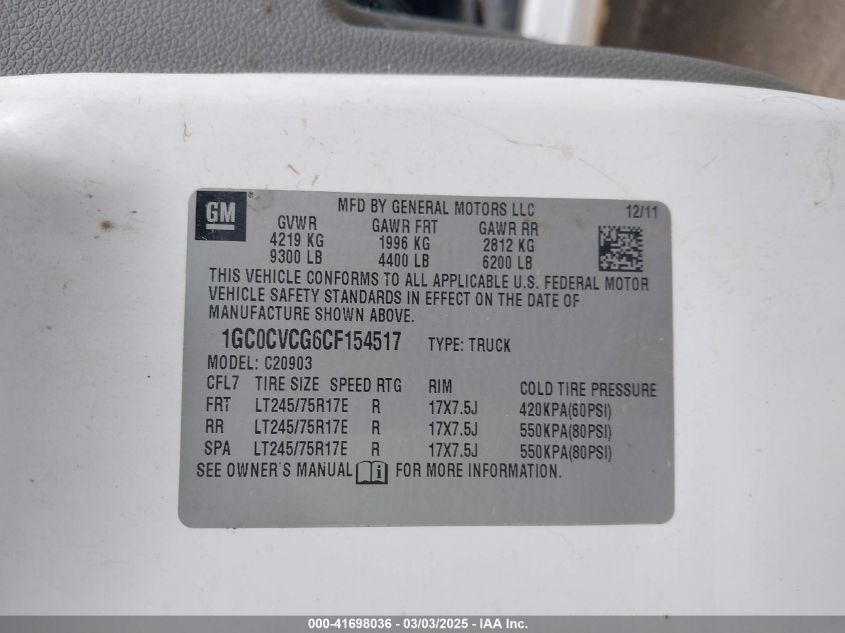 GM
MFD BY GENERAL MOTORS LLC 12/11
GVWR GAWR FRT GAWR RR
4219 KG 1996 KG 2812 KG
9300 LB 4400 LB 6200 LB
THIS VEHICLE CONFORMS TO ALL APPLICABLE U.S. FEDERAL MOTOR
VEHICLE SAFETY STANDARDS IN EFFECT ON THE DATE OF
MANUFACTURE SHOWN ABOVE.
1GC0CVCG6CF154517 TYPE: TRUCK
MODEL: C20903
CFL7 TIRE SIZE SPEED RTG RIM COLD TIRE PRESSURE
FRT LT245/75R17E R 17X7.5J 420KPA(60PSI)
RR LT245/75R17E R 17X7.5J 550KPA(80PSI)
SPA LT245/75R17E R 17X7.5J 550KPA(80PSI)
SEE OWNER'S MANUAL FOR MORE INFORMATION.
000-41698036 - 03/03/2025 - IAA Inc.